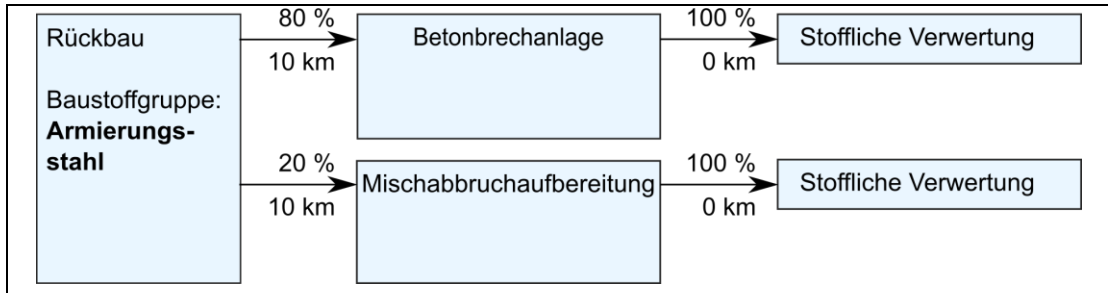 Rückbau
Baustoffgruppe:
Armierungs-
stahl
80 %
10 km
Betonbrechanlage
100 %
0 km
Stoffliche Verwertung
20 %
10 km
Mischabbruchaufbereitung
100 %
0 km
Stoffliche Verwertung